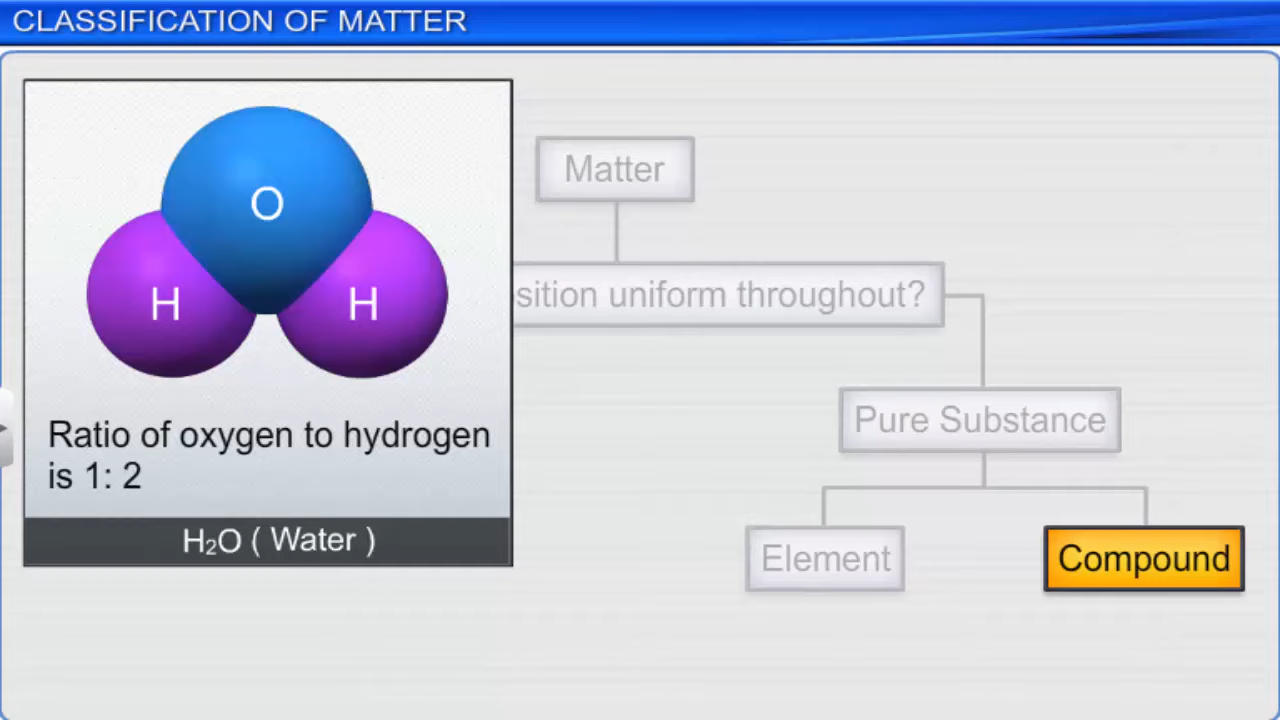 CLASSIFICATION OF MATTER
O
H H
Ratio of oxygen to hydrogen
is 1: 2
H₂O ( Water )
Matter
sition uniform throughout?
Pure Substance
Element
Compound